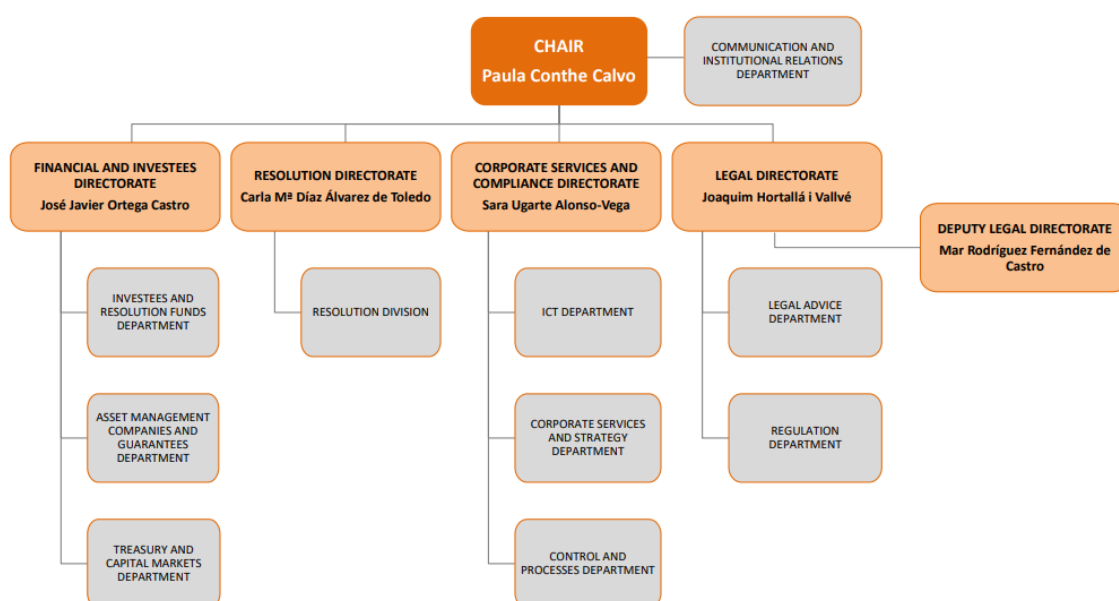 CHAIR
Paula Conthe Calvo
COMMUNICATION AND
INSTITUTIONAL RELATIONS
DEPARTMENT
FINANCIAL AND INVESTEES
DIRECTORATE
José Javier Ortega Castro
RESOLUTION DIRECTORATE
Carla Mª Díaz Álvarez de Toledo
CORPORATE SERVICES AND
COMPLIANCE DIRECTORATE
Sara Ugarte Alonso-Vega
LEGAL DIRECTORATE
Joaquim Hortallá i Vallvé
DEPUTY LEGAL DIRECTORATE
Mar Rodríguez Fernández de
Castro
INVESTEES AND
RESOLUTION FUNDS
DEPARTMENT
RESOLUTION DIVISION
ICT DEPARTMENT
LEGAL ADVICE
DEPARTMENT
ASSET MANAGEMENT
COMPANIES AND
GUARANTEES
DEPARTMENT
CORPORATE SERVICES
AND STRATEGY
DEPARTMENT
REGULATION
DEPARTMENT
TREASURY AND
CAPITAL MARKETS
DEPARTMENT
CONTROL AND
PROCESSES DEPARTMENT